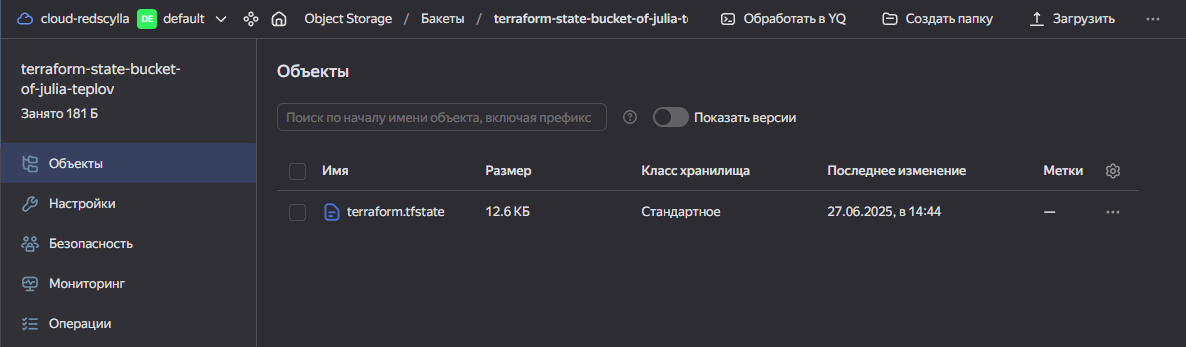 cloud-redscylla DE default Object Storage / Бакеты / terraform-state-bucket-of-julia-te Обработать в YQ Создать папку Загрузить ...
terraform-state-bucket-
of-julia-teplov
Занято 181 Б
Объекты
Настройки
Безопасность
Мониторинг
Операции
Объекты
Поиск по началу имени объекта, включая префикс ? Показать версии
Имя Размер Класс хранилища Последнее изменение Метки
terraform.tfstate 12.6 КБ Стандартное 27.06.2025, в 14:44 — ...